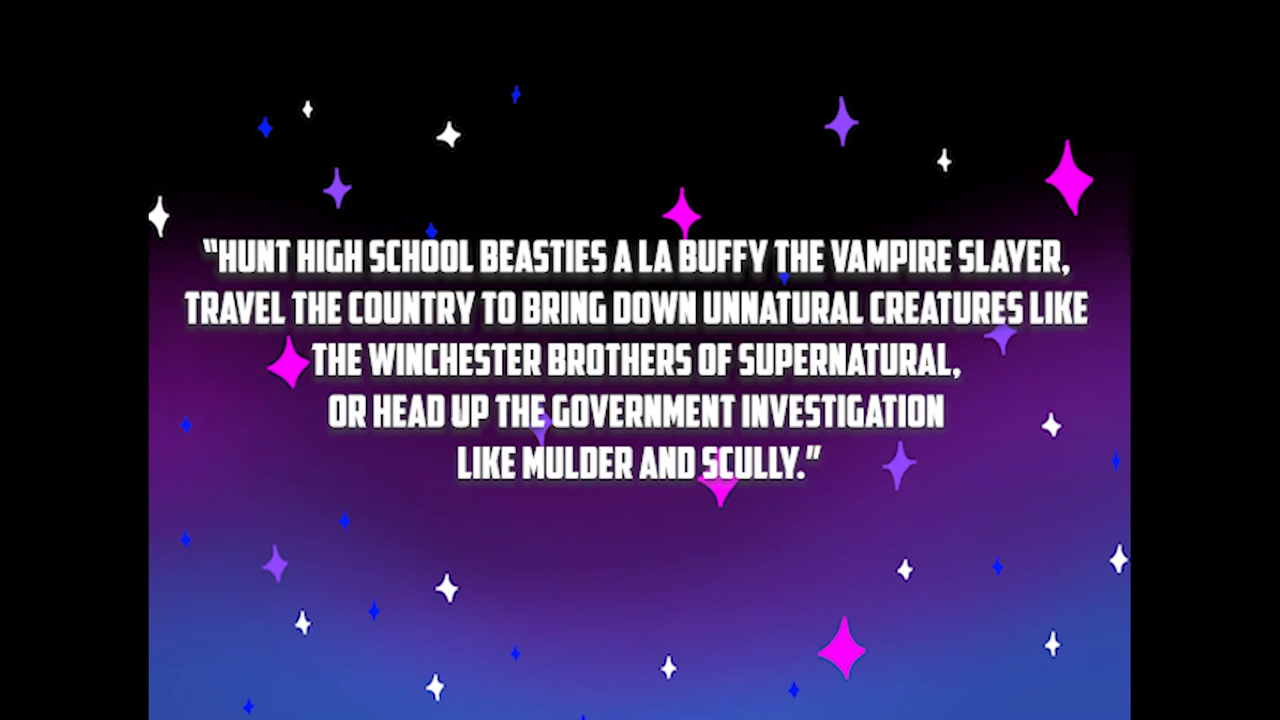 “HUNT HIGH SCHOOL BEASTIES A LA BUFFY THE VAMPIRE SLAYER,
TRAVEL THE COUNTRY TO BRING DOWN UNNATURAL CREATURES LIKE
THE WINCHESTER BROTHERS OF SUPERNATURAL,
OR HEAD UP THE GOVERNMENT INVESTIGATION
LIKE MULDER AND SCULLY.”